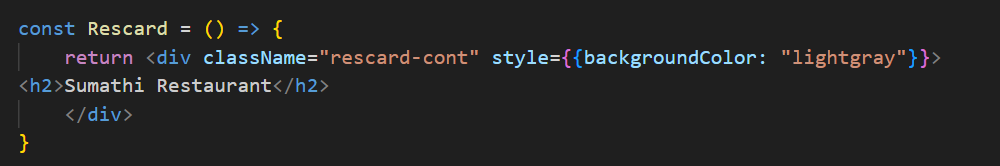 const Rescard = () => {
    return <div className="rescard-cont" style={{backgroundColor: "lightgray"}}>
<h2>Sumathi Restaurant</h2>
    </div>
}